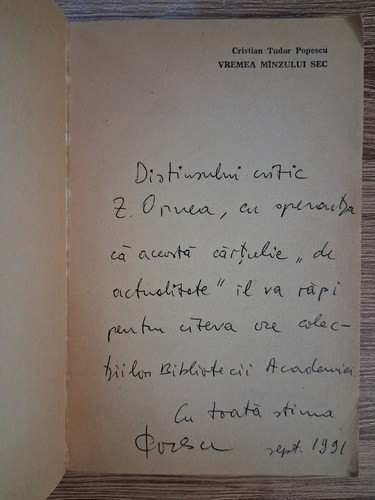 Cristian Tudor Popescu
VREMEA MÎNZULUI SEC
Distinsului critic
Z. Ornea, cu speranța
că acestă cărțulie „de
actualitate" îl va răpi
pentru cîteva ore colec-
țiilor Bibliotecii Academiei
Cu toată stima
sept. 1991